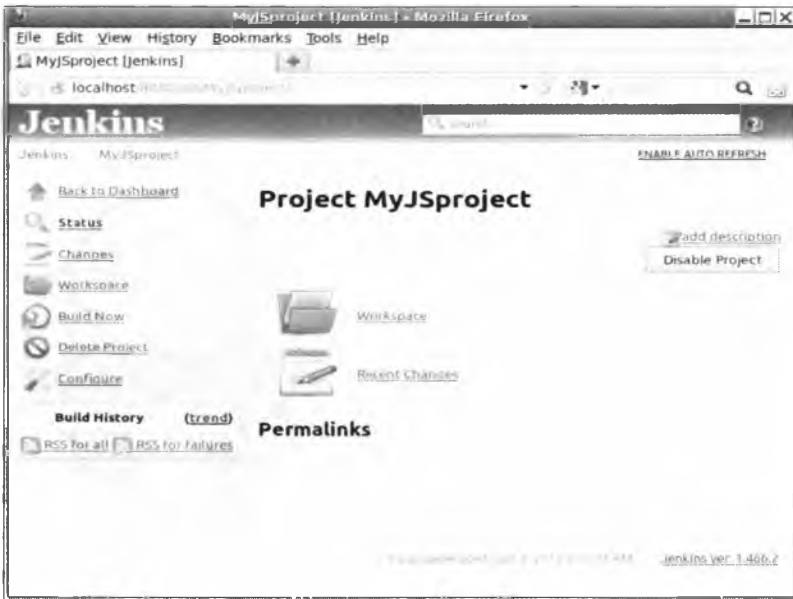 MyJSproject [Jenkins] - Mozilla Firefox
File Edit View History Bookmarks Tools Help
MyJSproject [Jenkins]
localhost
Jenkins
search
Jenkins MyJSproject
ENABLE AUTO REFRESH
Back to Dashboard
Status
Changes
Workspace
Build Now
Delete Project
Configure
Build History (trend)
RSS for all RSS for failures
Project MyJSproject
add description
Disable Project
Workspace
Recent Changes
Permalinks
Jenkins ver. 1.466.2